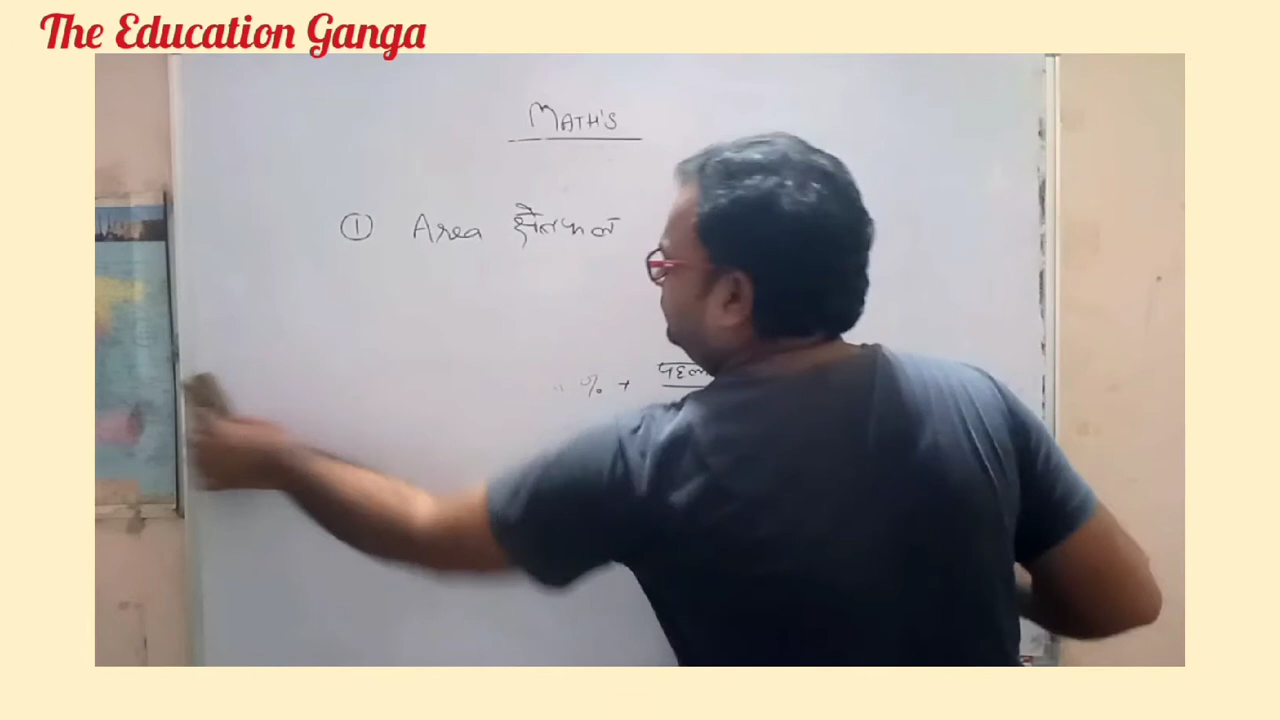 The Education Ganga
MATH'S
① Area क्षेत्रफल
% +